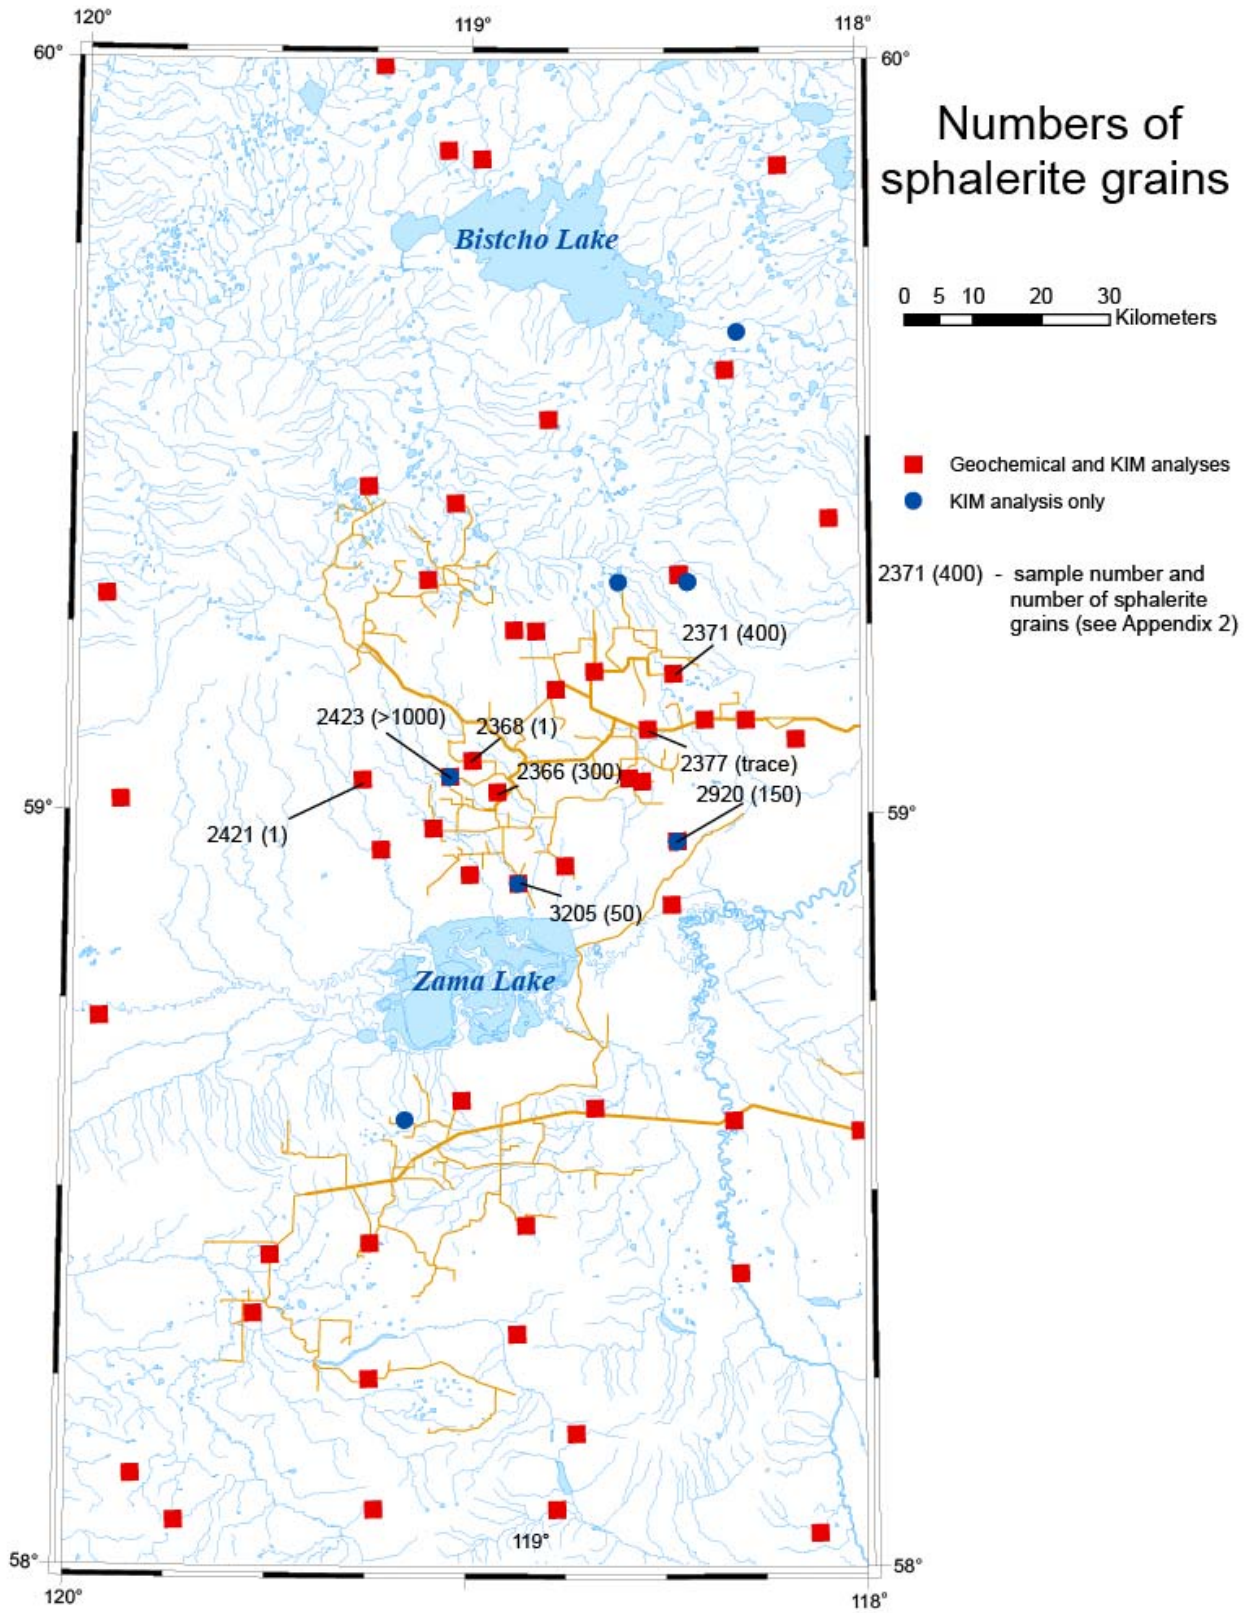 120°
119°
118°
60°
60°
Numbers of
sphalerite grains
Bistcho Lake
0 5 10 20 30
Kilometers
Geochemical and KIM analyses
KIM analysis only
2371 (400) - sample number and
number of sphalerite
grains (see Appendix 2)
2371 (400)
2423 (>1000)
2368 (1)
2377 (trace)
2366 (300)
2920 (150)
59°
59°
2421 (1)
3205 (50)
Zama Lake
119°
58°
58°
120°
118°